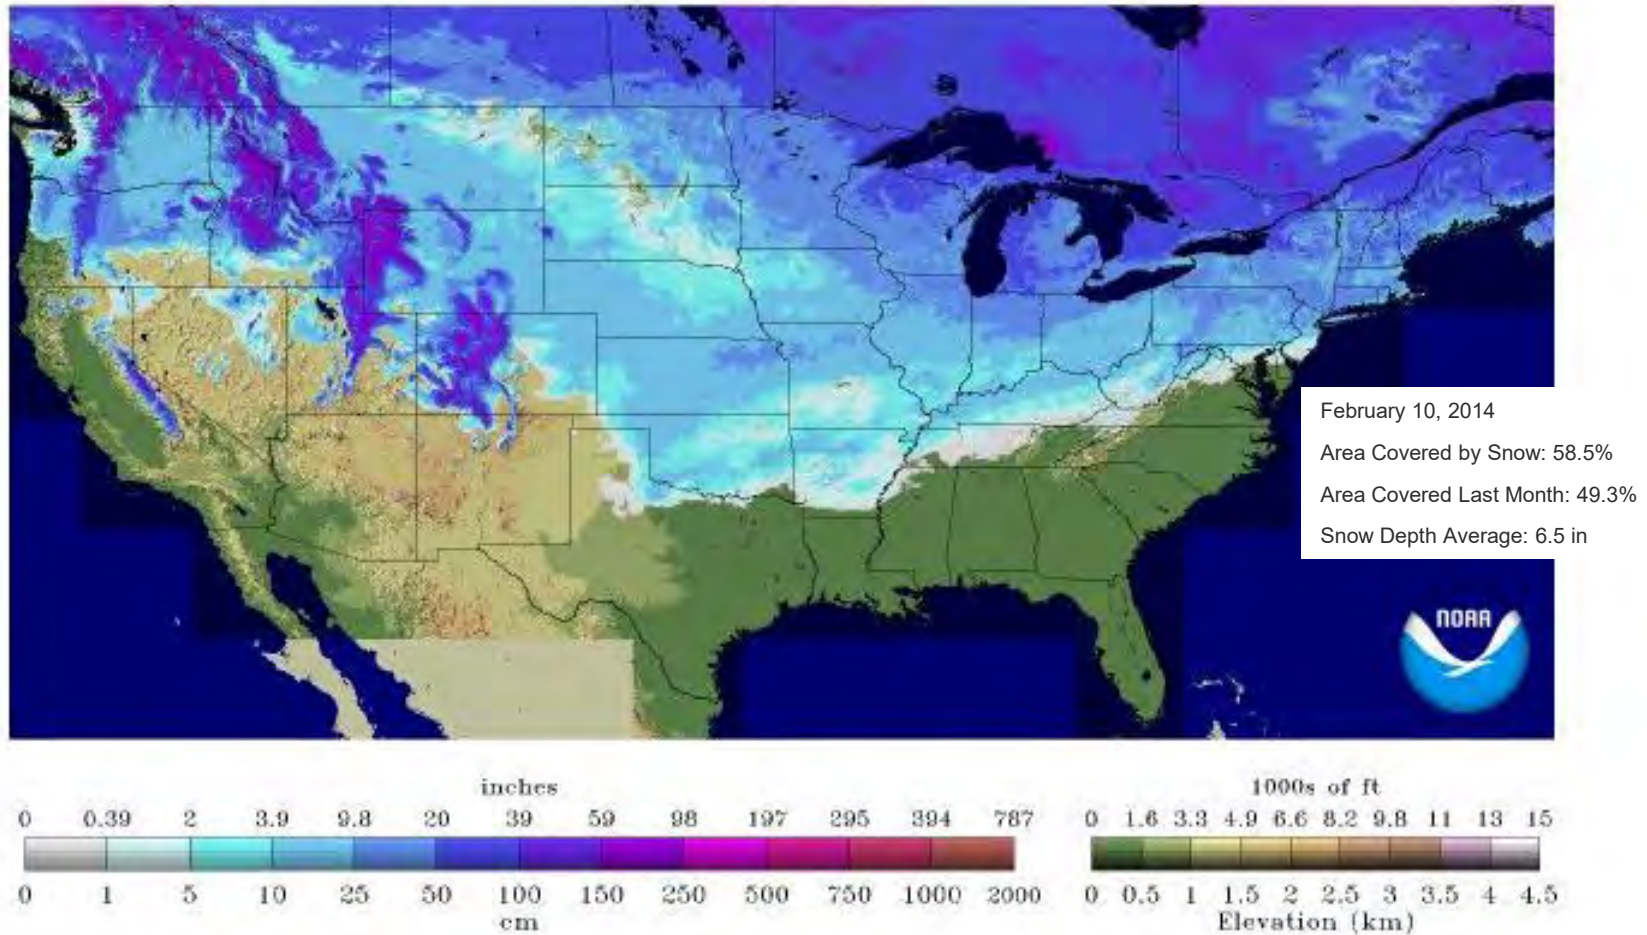 February 10, 2014
Area Covered by Snow: 58.5%
Area Covered Last Month: 49.3%
Snow Depth Average: 6.5 in
NOAA
inches
0 0.39 2 3.9 9.8 20 39 59 98 197 295 394 787
0 1 5 10 25 50 100 150 250 500 750 1000 2000
cm
1000s of ft
0 1.6 3.3 4.9 6.6 8.2 9.8 11 13 15
0 0.5 1 1.5 2 2.5 3 3.5 4 4.5
Elevation (km)